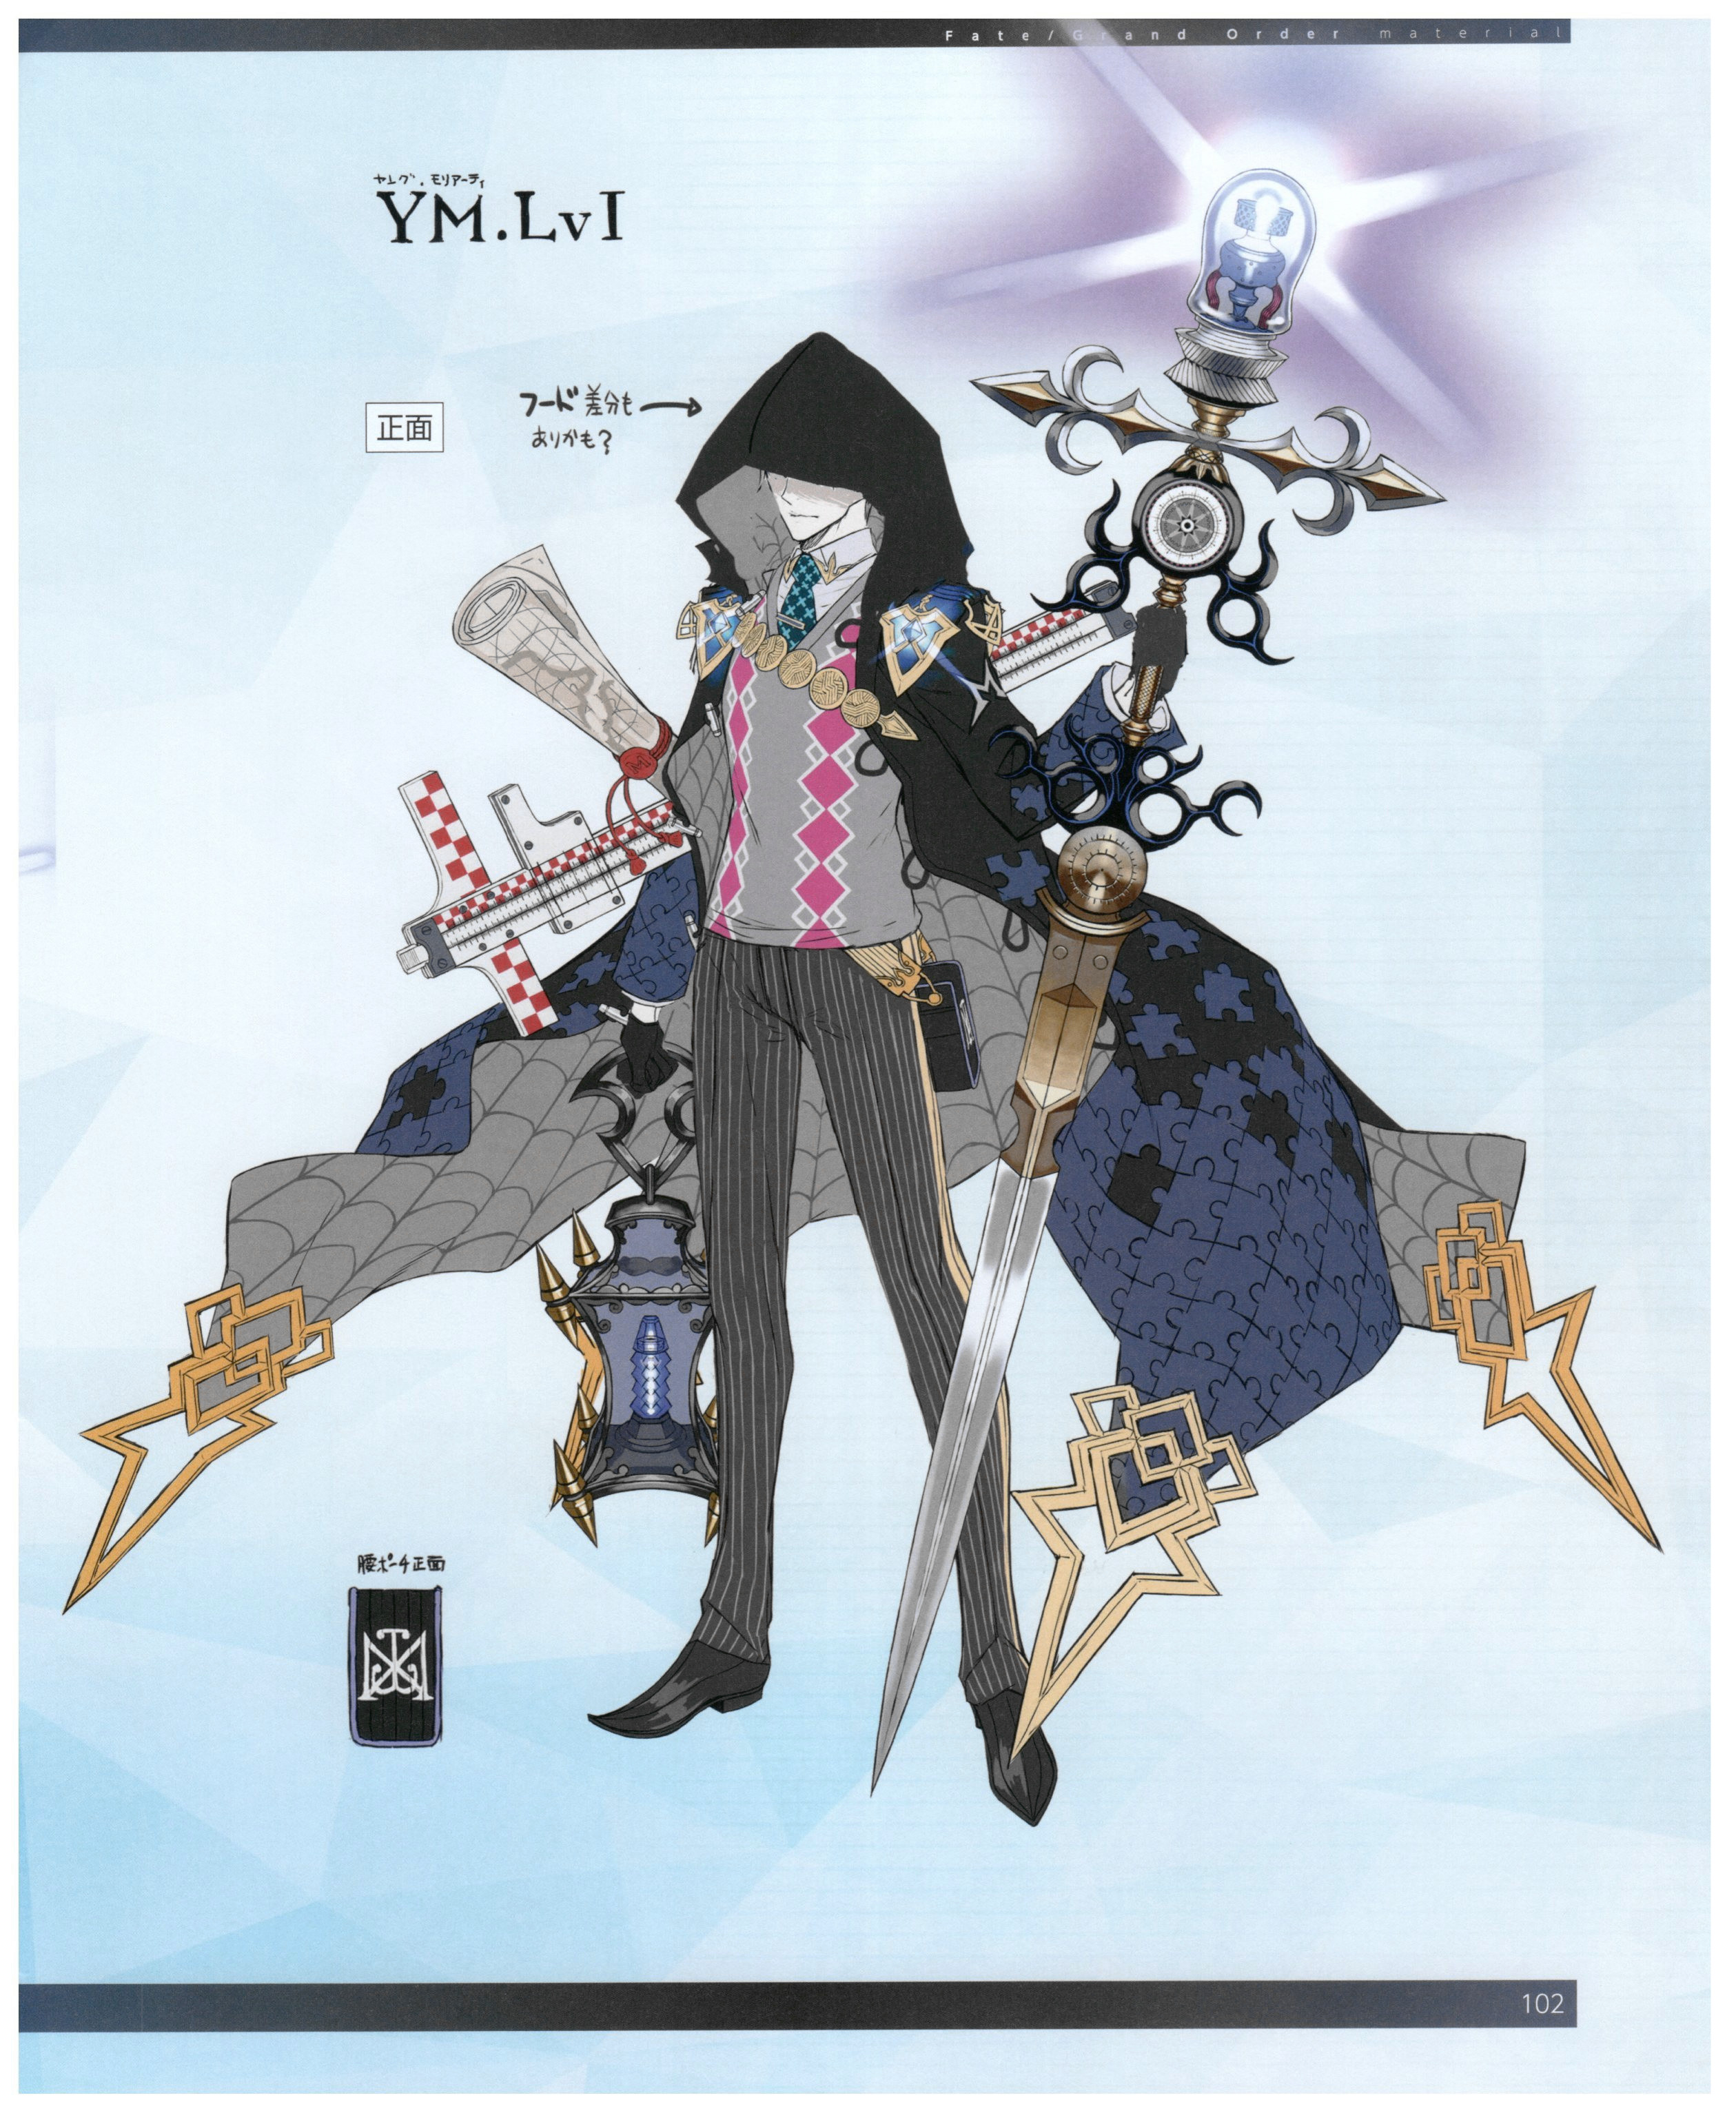 Fate/Grand Order material
ヤング・モリアーティ
YM.LvI
正面
フード差分も
ありかも?
M
腰ポーチ正面
102